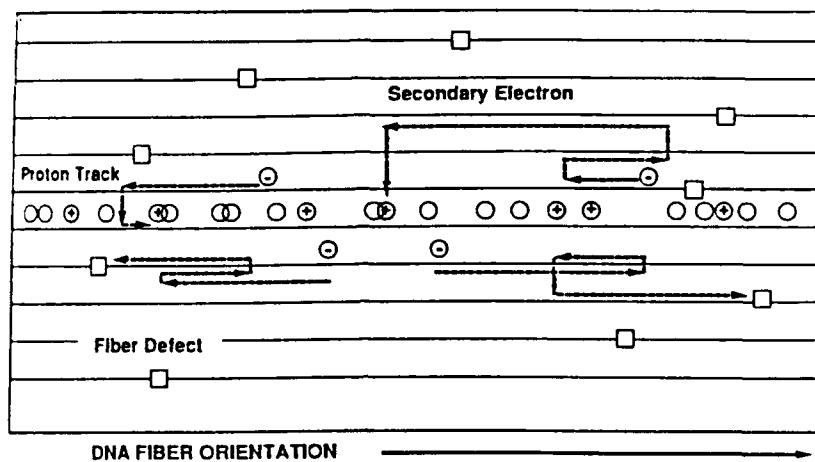 Secondary Electron
Proton Track
Fiber Defect
DNA FIBER ORIENTATION